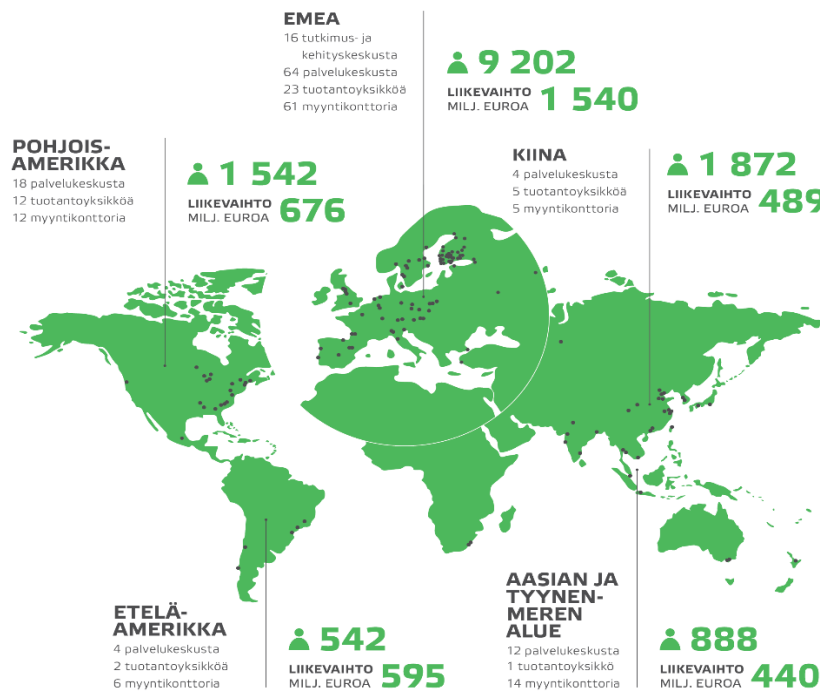 EMEA
16 tutkimus- ja
kehityskeskusta
64 palvelukeskusta
23 tuotantoyksikköä
61 myyntikonttoria
9 202
LIIKEVAIHTO
MILJ. EUROA 1 540
POHJOIS-
AMERIKKA
18 palvelukeskusta
12 tuotantoyksikköä
12 myyntikonttoria
1 542
LIIKEVAIHTO
MILJ. EUROA 676
KIINA
4 palvelukeskusta
5 tuotantoyksikköä
5 myyntikonttoria
1 872
LIIKEVAIHTO
MILJ. EUROA 489
ETELÄ-
AMERIKKA
4 palvelukeskusta
2 tuotantoyksikköä
6 myyntikonttoria
542
LIIKEVAIHTO
MILJ. EUROA 595
AASIAN JA
TYYNEN-
MEREN
ALUE
12 palvelukeskusta
1 tuotantoyksikkö
14 myyntikonttoria
888
LIIKEVAIHTO
MILJ. EUROA 440